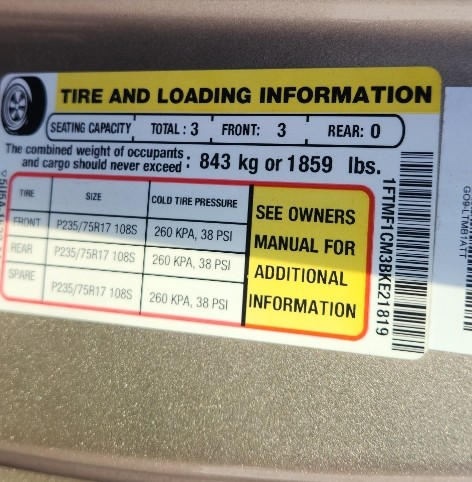 TIRE AND LOADING INFORMATION
SEATING CAPACITY TOTAL : 3 FRONT: 3 REAR: 0
The combined weight of occupants
and cargo should never exceed : 843 kg or 1859 lbs.
TIRE SIZE COLD TIRE PRESSURE
FRONT P235/75R17 108S 260 KPA, 38 PSI
REAR P235/75R17 108S 260 KPA, 38 PSI
SPARE P235/75R17 108S 260 KPA, 38 PSI
SEE OWNERS
MANUAL FOR
ADDITIONAL
INFORMATION
1FTMF1CM3BKE21819